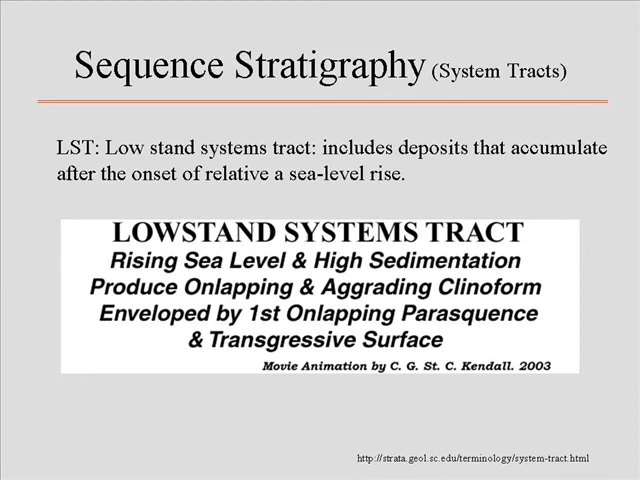 Sequence Stratigraphy (System Tracts)
LST: Low stand systems tract: includes deposits that accumulate
after the onset of relative a sea-level rise.
LOWSTAND SYSTEMS TRACT
Rising Sea Level & High Sedimentation
Produce Onlapping & Aggrading Clinoform
Enveloped by 1st Onlapping Parasquence
& Transgressive Surface
Movie Animation by C. G. St. C. Kendall. 2003
http://strata.geol.sc.edu/terminology/system-tract.html